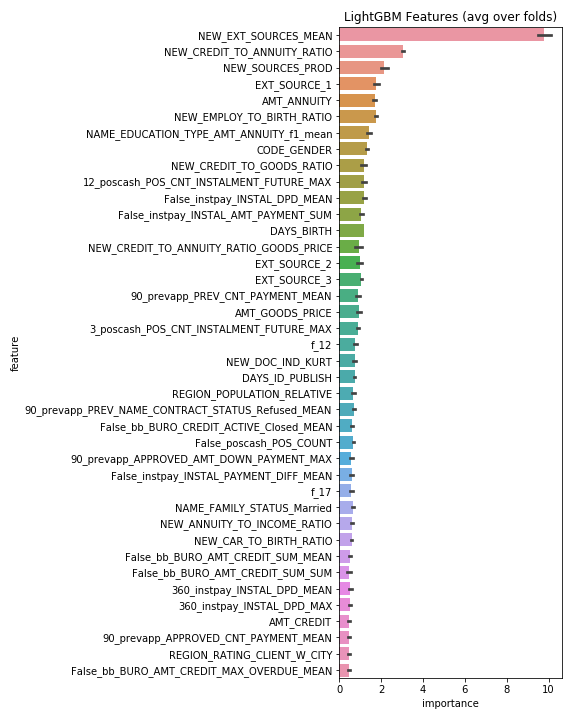 LightGBM Features (avg over folds)
NEW_EXT_SOURCES_MEAN
NEW_CREDIT_TO_ANNUITY_RATIO
NEW_SOURCES_PROD
EXT_SOURCE_1
AMT_ANNUITY
NEW_EMPLOY_TO_BIRTH_RATIO
NAME_EDUCATION_TYPE_AMT_ANNUITY_f1_mean
CODE_GENDER
NEW_CREDIT_TO_GOODS_RATIO
12_poscash_POS_CNT_INSTALMENT_FUTURE_MAX
False_instpay_INSTAL_DPD_MEAN
False_instpay_INSTAL_AMT_PAYMENT_SUM
DAYS_BIRTH
NEW_CREDIT_TO_ANNUITY_RATIO_GOODS_PRICE
EXT_SOURCE_2
EXT_SOURCE_3
90_prevapp_PREV_CNT_PAYMENT_MEAN
AMT_GOODS_PRICE
3_poscash_POS_CNT_INSTALMENT_FUTURE_MAX
f_12
NEW_DOC_IND_KURT
DAYS_ID_PUBLISH
REGION_POPULATION_RELATIVE
90_prevapp_PREV_NAME_CONTRACT_STATUS_Refused_MEAN
False_bb_BURO_CREDIT_ACTIVE_Closed_MEAN
False_poscash_POS_COUNT
90_prevapp_APPROVED_AMT_DOWN_PAYMENT_MAX
False_instpay_INSTAL_PAYMENT_DIFF_MEAN
f_17
NAME_FAMILY_STATUS_Married
NEW_ANNUITY_TO_INCOME_RATIO
NEW_CAR_TO_BIRTH_RATIO
False_bb_BURO_AMT_CREDIT_SUM_MEAN
False_bb_BURO_AMT_CREDIT_SUM_SUM
360_instpay_INSTAL_DPD_MEAN
360_instpay_INSTAL_DPD_MAX
AMT_CREDIT
90_prevapp_APPROVED_CNT_PAYMENT_MEAN
REGION_RATING_CLIENT_W_CITY
False_bb_BURO_AMT_CREDIT_MAX_OVERDUE_MEAN
feature
0 2 4 6 8 10
importance